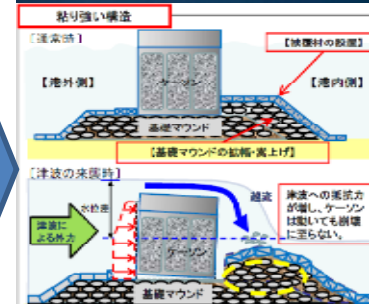 粘り強い構造
［通常時］
【被覆材の設置】
【港外側】
ケーソン
【港内側】
基礎マウンド
【基礎マウンドの拡幅・嵩上げ】
［津波の来襲時］
水位差
越流
津波に
よる外力
津波への抵抗力
が増し、ケーソン
は動いても崩壊
に至らない。
ケーソン
基礎マウンド